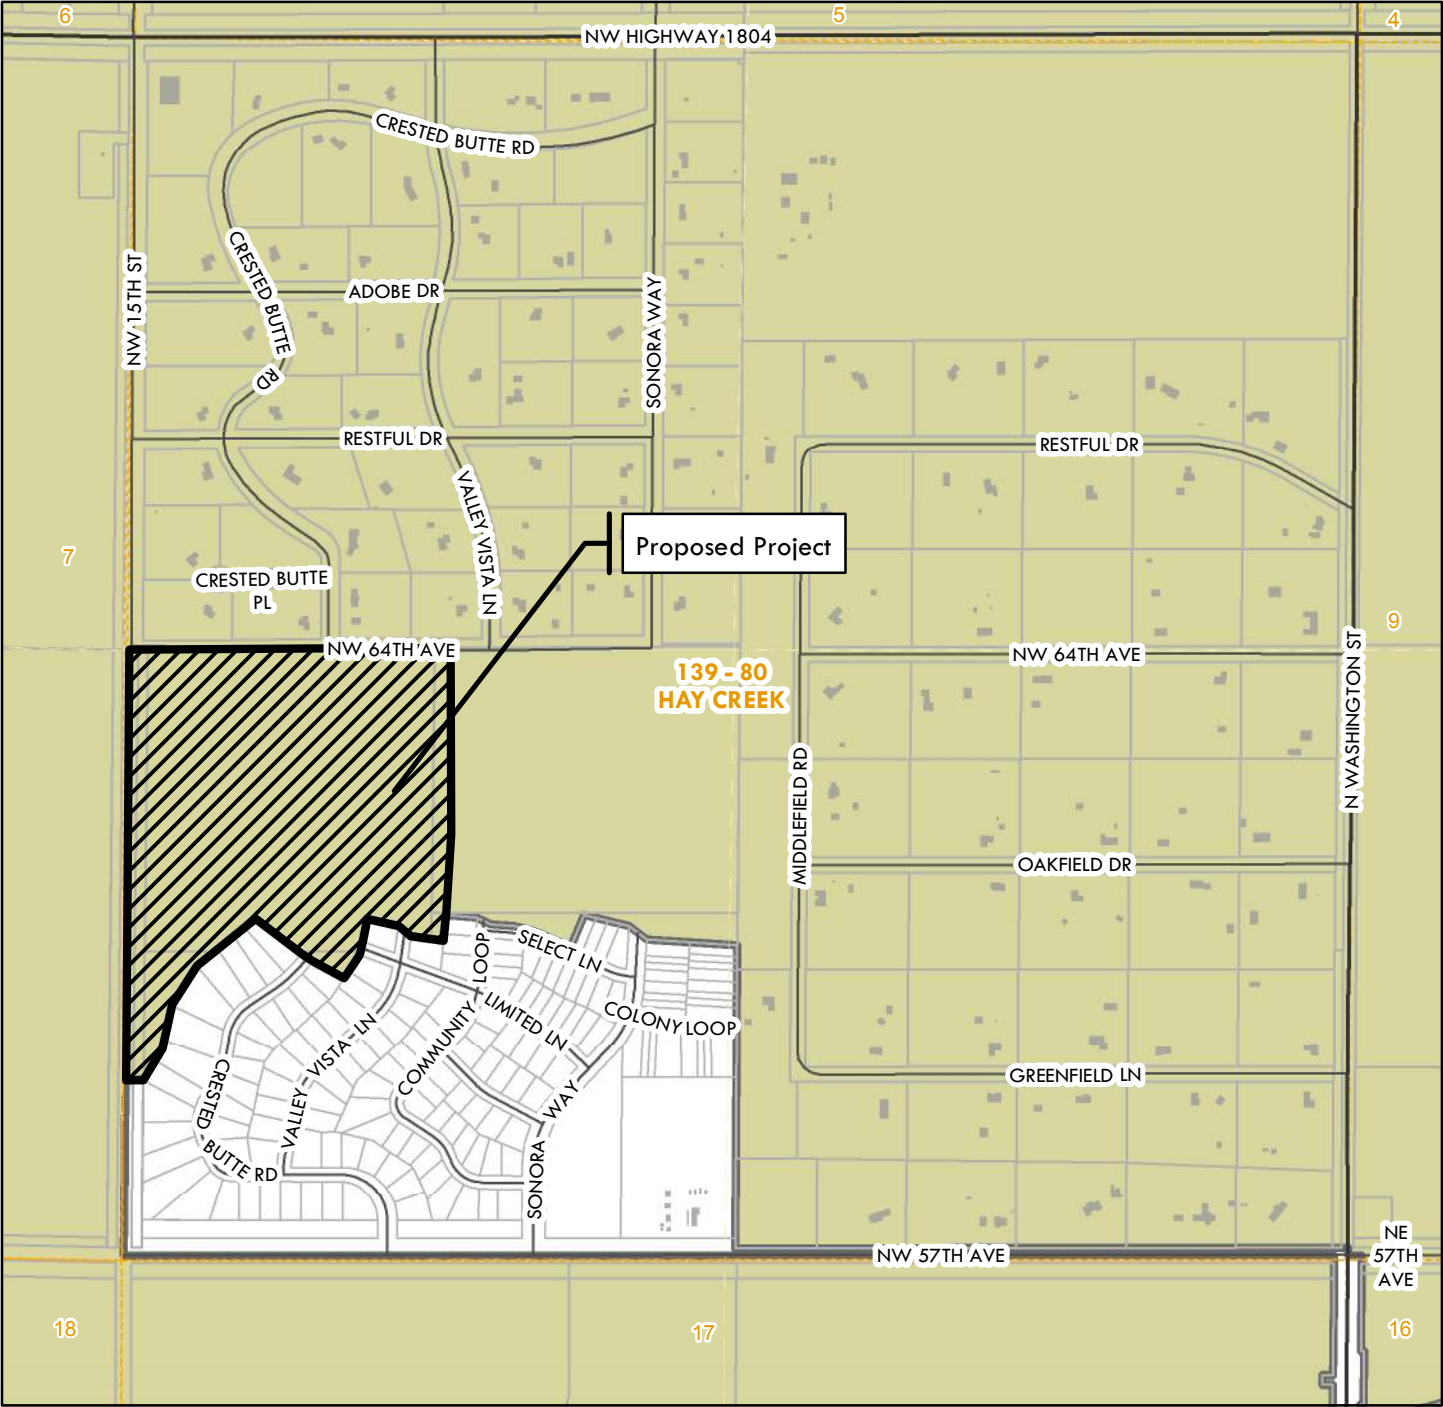 6
5
4
NW HIGHWAY 1804
CRESTED BUTTE RD
NW 15TH ST
CRESTED BUTTE
RD
ADOBE DR
SONORA WAY
RESTFUL DR
RESTFUL DR
VALLEY VISTA LN
Proposed Project
7
CRESTED BUTTE
PL
9
NW 64TH AVE
NW 64TH AVE
139 - 80
HAY CREEK
N WASHINGTON ST
MIDDLEFIELD RD
OAKFIELD DR
SELECT LN
COMMUNITY LOOP
LIMITED LN
COLONY LOOP
VALLEY VISTA LN
CRESTED
BUTTE RD
SONORA WAY
GREENFIELD LN
NW 57TH AVE
NE
57TH
AVE
18
17
16